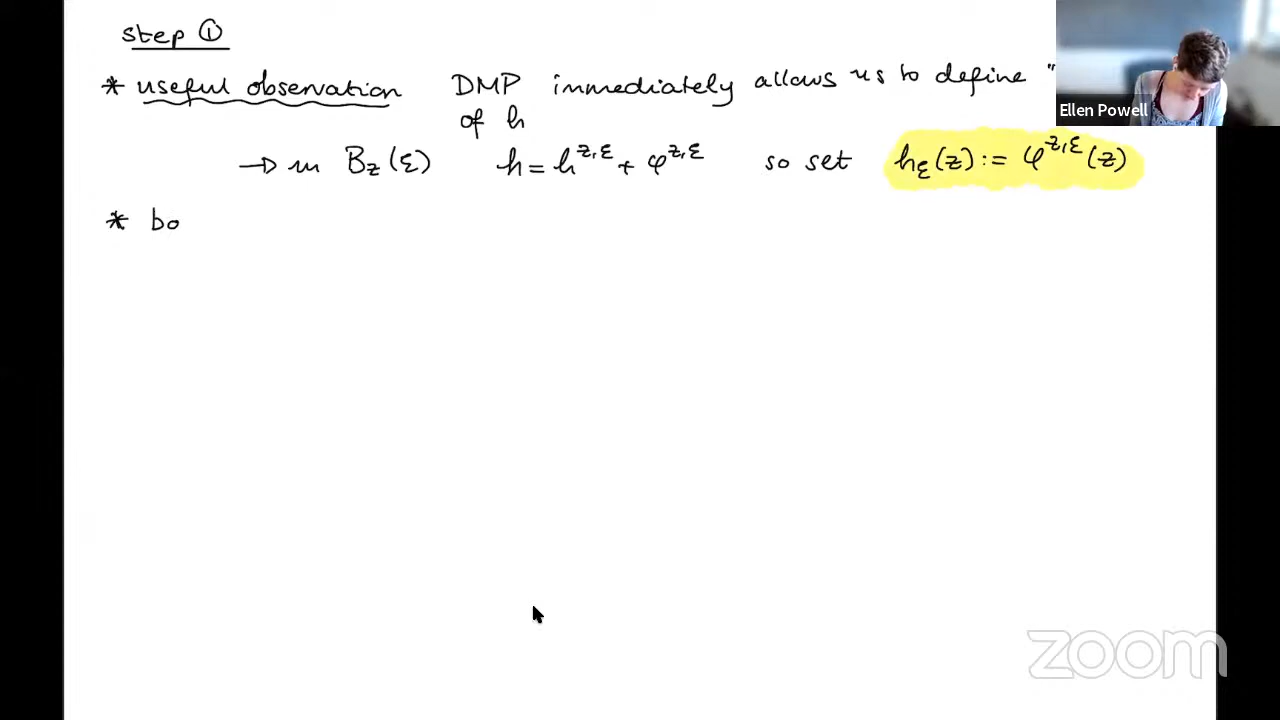 step ①
* useful observation DMP immediately allows us to define "
of h
→ in B_z(ε) h = h^{z,ε} + φ^{z,ε} so set h_ε(z) := φ^{z,ε}(z)
* bo
Ellen Powell
zoom